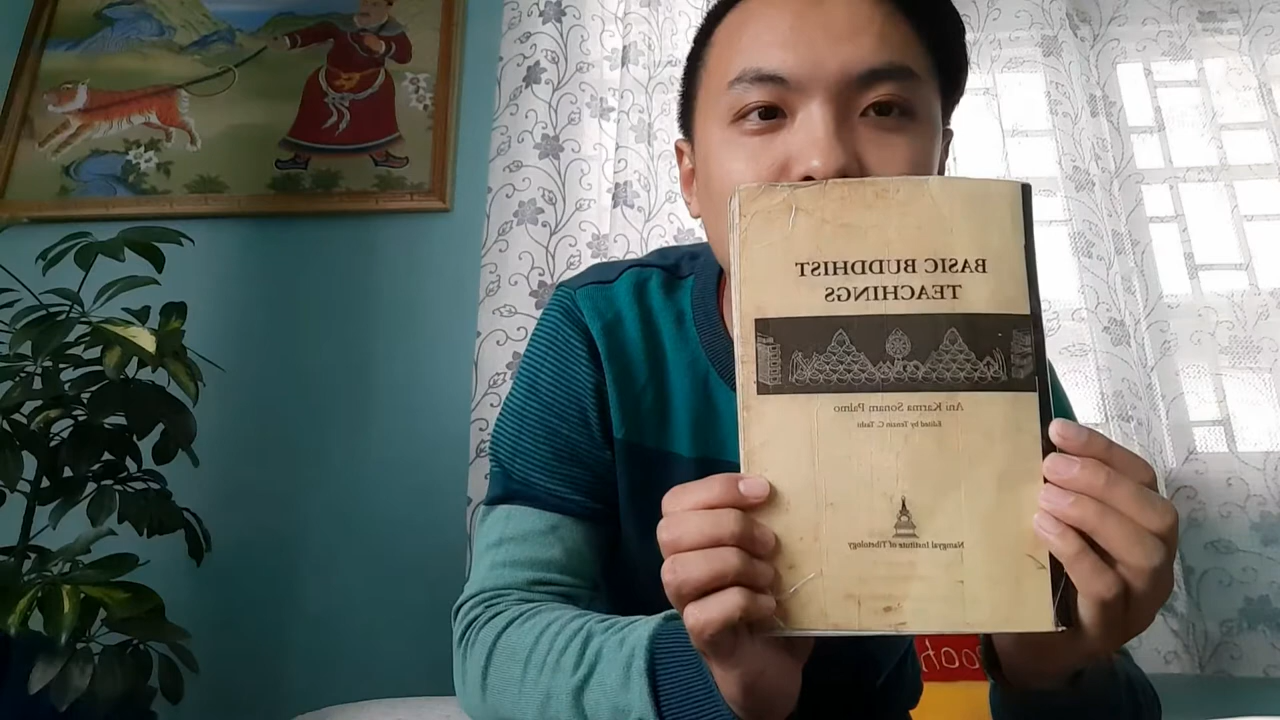 BASIC BUDDHIST
TEACHINGS
Ani Karma Sonam Palmo
Edited by Tenzin C. Tashi
Namgyal Institute of Tibetology